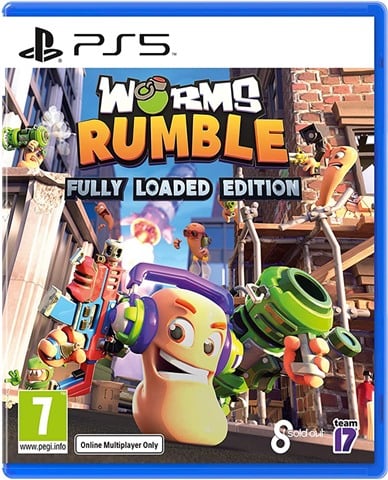 PS5
WORMS
RUMBLE
FULLY LOADED EDITION
7
www.pegi.info
Online Multiplayer Only
sold out
team
17